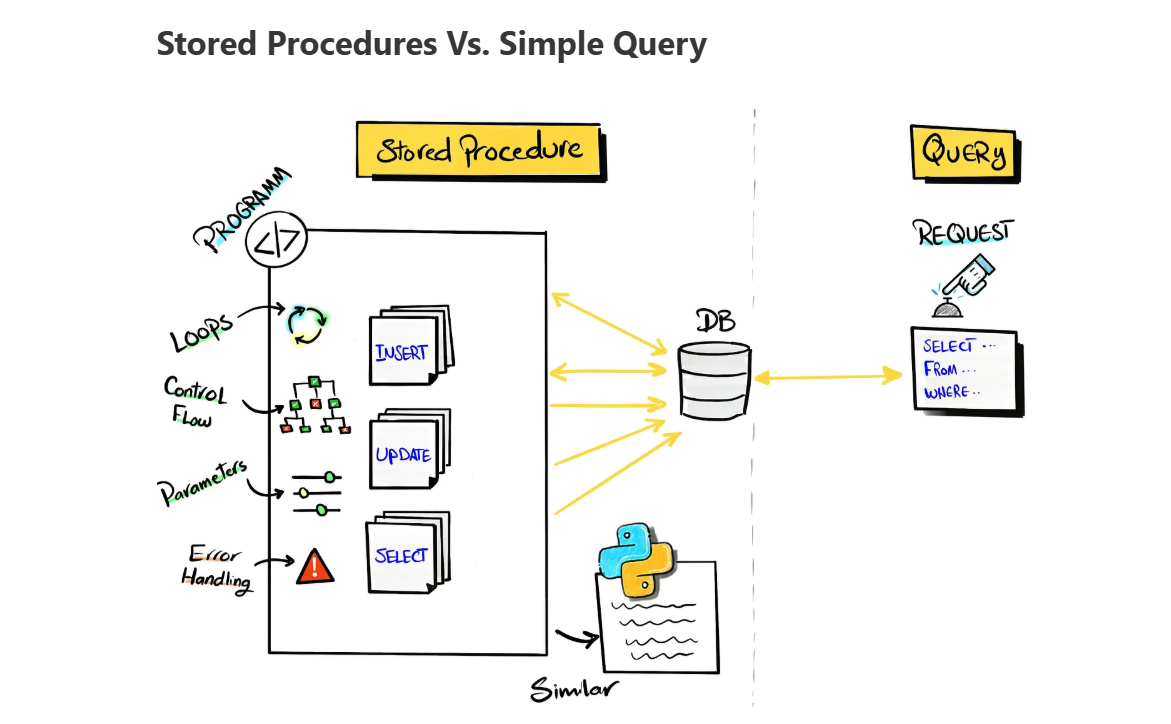 Stored Procedures Vs. Simple Query
Stored Procedure
QUERy
PROGRAMM
</>
REQUEST
LOOPS
INSERT
DB
SELECT ...
FROM ...
WHERE ..
Control
FLow
UPDATE
Parameters
SELECT
Error
Handling
Similar